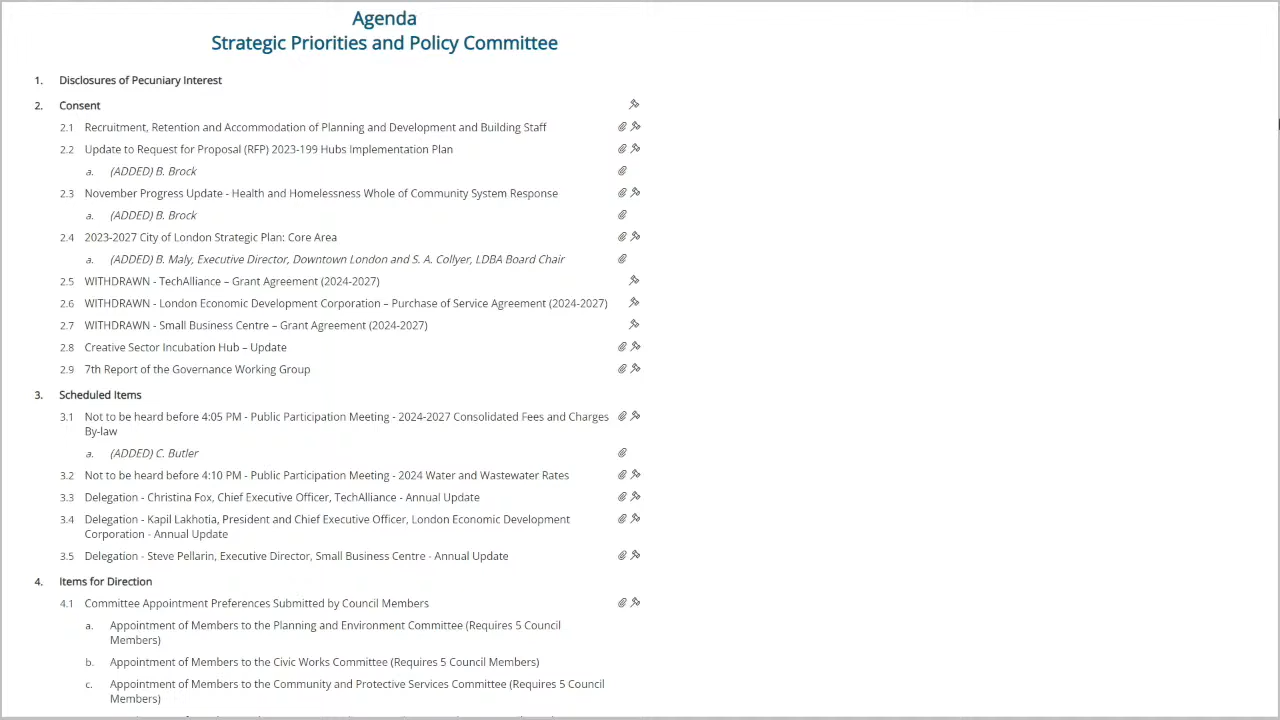 Agenda
Strategic Priorities and Policy Committee
1. Disclosures of Pecuniary Interest
2. Consent
2.1 Recruitment, Retention and Accommodation of Planning and Development and Building Staff
2.2 Update to Request for Proposal (RFP) 2023-199 Hubs Implementation Plan
a. (ADDED) B. Brock
2.3 November Progress Update - Health and Homelessness Whole of Community System Response
a. (ADDED) B. Brock
2.4 2023-2027 City of London Strategic Plan: Core Area
a. (ADDED) B. Maly, Executive Director, Downtown London and S. A. Collyer, LDBA Board Chair
2.5 WITHDRAWN - TechAlliance – Grant Agreement (2024-2027)
2.6 WITHDRAWN - London Economic Development Corporation – Purchase of Service Agreement (2024-2027)
2.7 WITHDRAWN - Small Business Centre – Grant Agreement (2024-2027)
2.8 Creative Sector Incubation Hub – Update
2.9 7th Report of the Governance Working Group
3. Scheduled Items
3.1 Not to be heard before 4:05 PM - Public Participation Meeting - 2024-2027 Consolidated Fees and Charges
By-law
a. (ADDED) C. Butler
3.2 Not to be heard before 4:10 PM - Public Participation Meeting - 2024 Water and Wastewater Rates
3.3 Delegation - Christina Fox, Chief Executive Officer, TechAlliance - Annual Update
3.4 Delegation - Kapil Lakhotia, President and Chief Executive Officer, London Economic Development
Corporation - Annual Update
3.5 Delegation - Steve Pellarin, Executive Director, Small Business Centre - Annual Update
4. Items for Direction
4.1 Committee Appointment Preferences Submitted by Council Members
a. Appointment of Members to the Planning and Environment Committee (Requires 5 Council
Members)
b. Appointment of Members to the Civic Works Committee (Requires 5 Council Members)
c. Appointment of Members to the Community and Protective Services Committee (Requires 5 Council
Members)